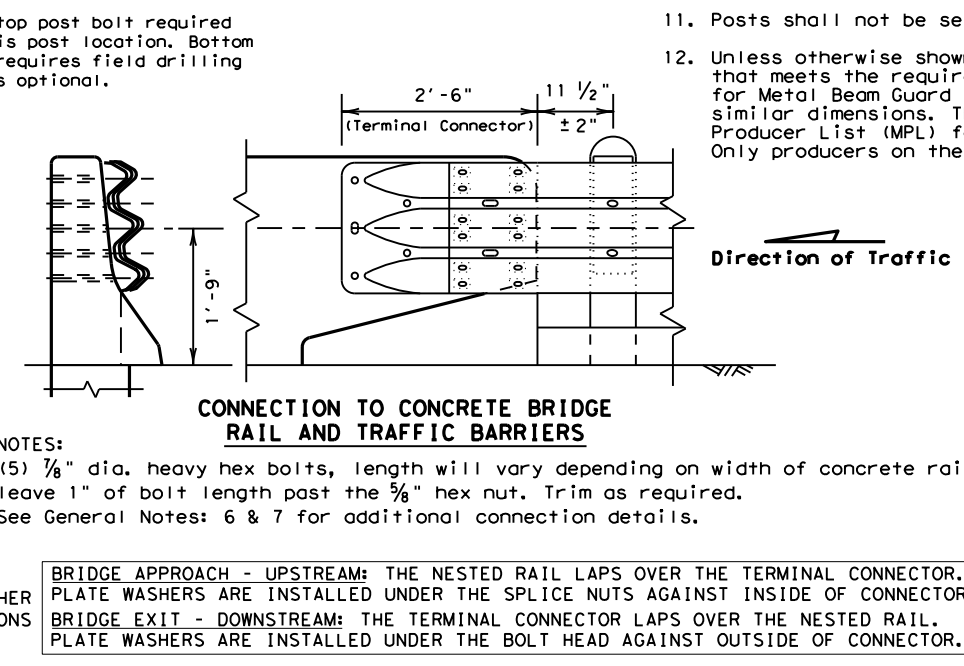 top post bolt required
is post location. Bottom
requires field drilling
s optional.
11. Posts shall not be se
12. Unless otherwise shown
that meets the require
for Metal Beam Guard
similar dimensions. T
Producer List (MPL) f
Only producers on the
2'-6"
(Terminal Connector)
11 ½"
±2"
1'-9"
Direction of Traffic
CONNECTION TO CONCRETE BRIDGE
RAIL AND TRAFFIC BARRIERS
NOTES:
(5) ⅞" dia. heavy hex bolts, length will vary depending on width of concrete rai
leave 1" of bolt length past the ⅝" hex nut. Trim as required.
See General Notes: 6 & 7 for additional connection details.
HER
ONS
BRIDGE APPROACH - UPSTREAM: THE NESTED RAIL LAPS OVER THE TERMINAL CONNECTOR.
PLATE WASHERS ARE INSTALLED UNDER THE SPLICE NUTS AGAINST INSIDE OF CONNECTOR
BRIDGE EXIT - DOWNSTREAM: THE TERMINAL CONNECTOR LAPS OVER THE NESTED RAIL.
PLATE WASHERS ARE INSTALLED UNDER THE BOLT HEAD AGAINST OUTSIDE OF CONNECTOR.